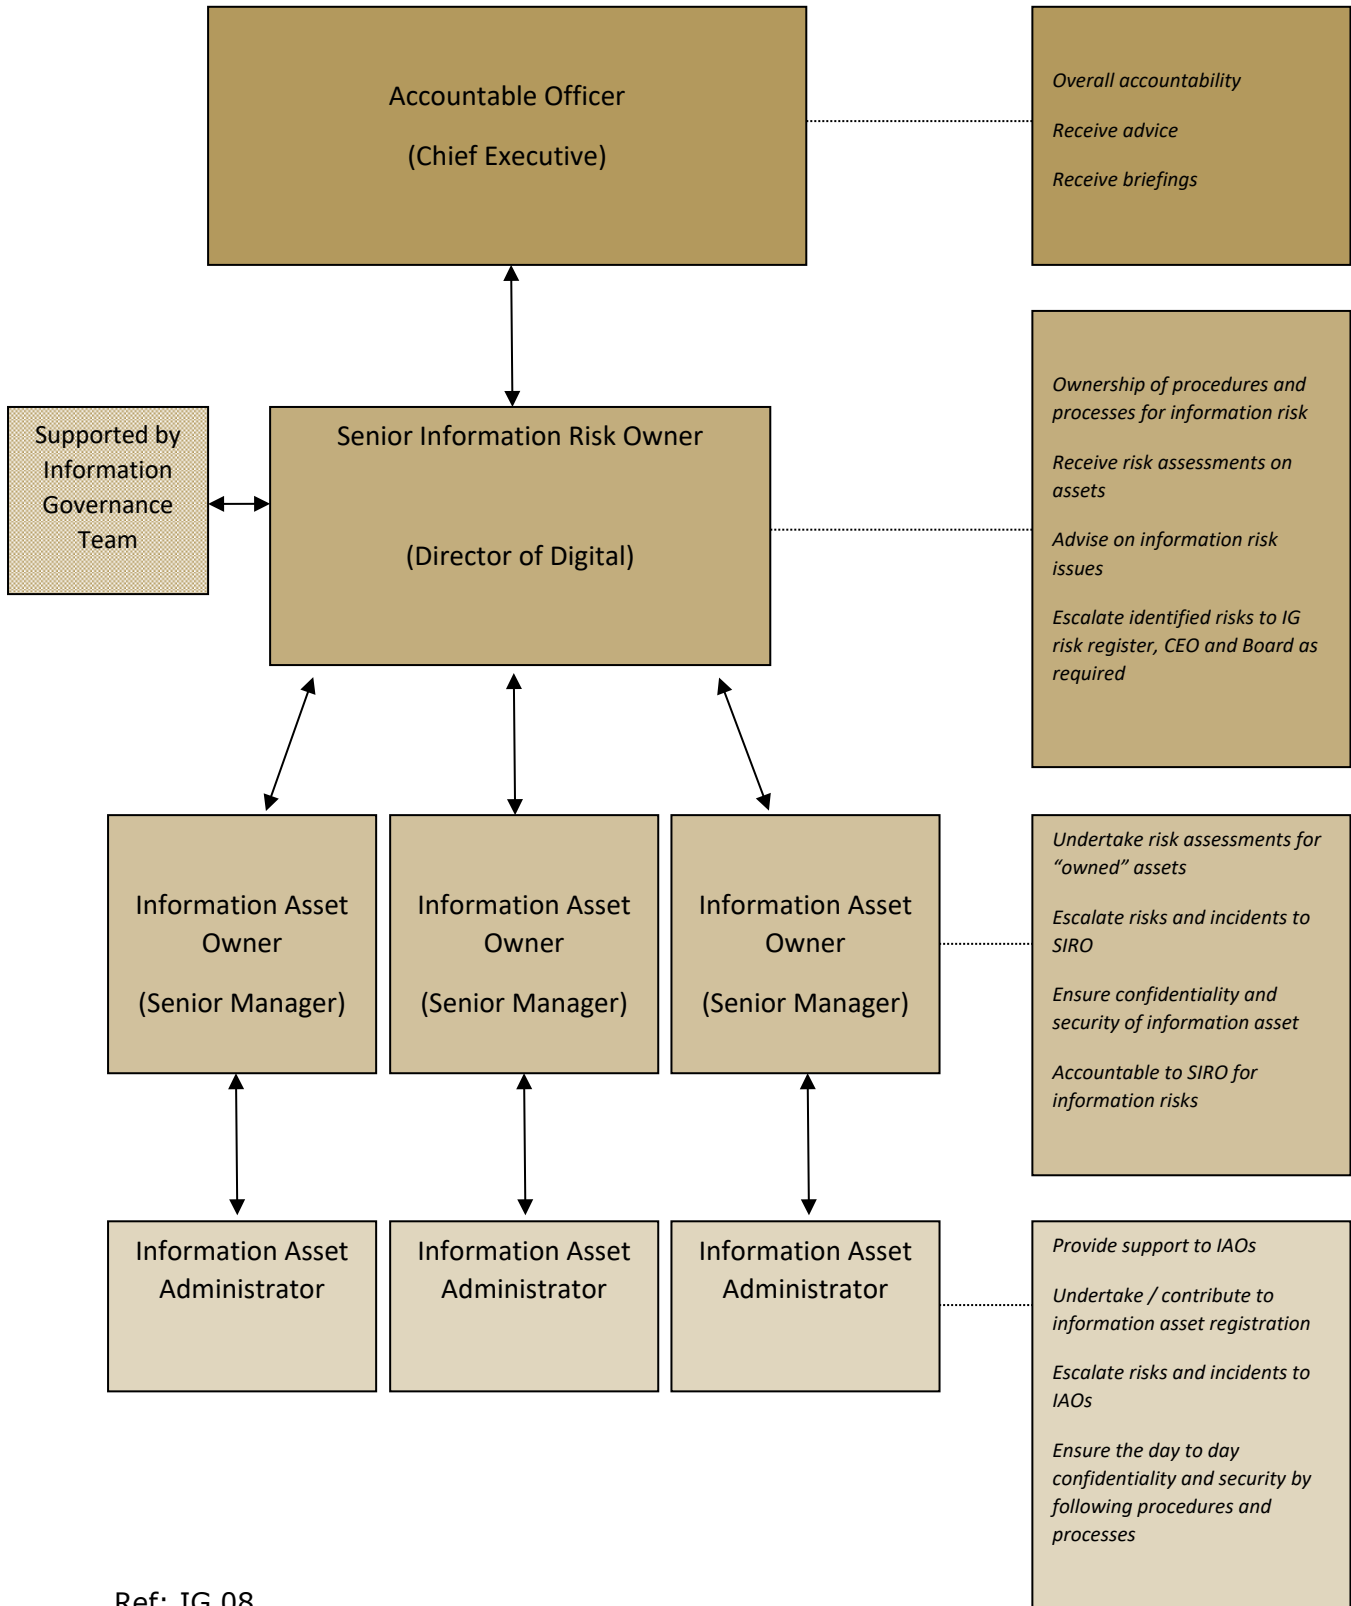 Accountable Officer
(Chief Executive)
Overall accountability
Receive advice
Receive briefings
Supported by
Information
Governance
Team
Senior Information Risk Owner
(Director of Digital)
Ownership of procedures and
processes for information risk
Receive risk assessments on
assets
Advise on information risk
issues
Escalate identified risks to IG
risk register, CEO and Board as
required
Information Asset
Owner
(Senior Manager)
Information Asset
Owner
(Senior Manager)
Information Asset
Owner
(Senior Manager)
Undertake risk assessments for
“owned” assets
Escalate risks and incidents to
SIRO
Ensure confidentiality and
security of information asset
Accountable to SIRO for
information risks
Information Asset
Administrator
Information Asset
Administrator
Information Asset
Administrator
Provide support to IAOs
Undertake / contribute to
information asset registration
Escalate risks and incidents to
IAOs
Ensure the day to day
confidentiality and security by
following procedures and
processes
Ref: IG 08